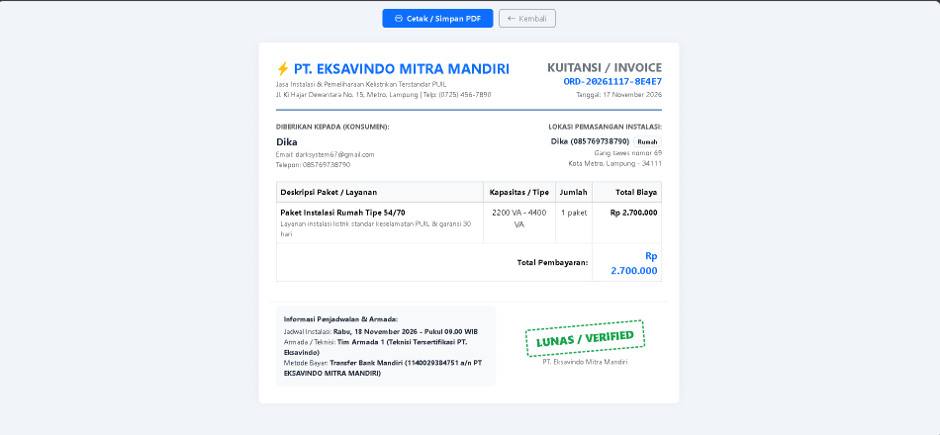 Cetak / Simpan PDF
← Kembali
PT. EKSAVINDO MITRA MANDIRI
Jasa Instalasi & Pemeliharaan Kelistrikan Terstandar PUIL
Jl. Ki Hajar Dewantara No. 15, Metro, Lampung | Telp: (0725) 456-7890
KUITANSI / INVOICE
ORD-20261117-8E4E7
Tanggal: 17 November 2026
DIBERIKAN KEPADA (KONSUMEN):
Dika
Email: darksystem67@gmail.com
Telepon: 085769738790
LOKASI PEMASANGAN INSTALASI:
Dika (085769738790) Rumah
Gang tawes nomor 69
Kota Metro, Lampung - 34111
Deskripsi Paket / Layanan Kapasitas / Tipe Jumlah Total Biaya
Paket Instalasi Rumah Tipe 54/70 2200 VA - 4400 1 paket Rp 2.700.000
Layanan instalasi listrik standar keselamatan PUIL & garansi 30 VA
hari
Total Pembayaran: Rp
2.700.000
Informasi Penjadwalan & Armada:
Jadwal Instalasi: Rabu, 18 November 2026 - Pukul 09.00 WIB
Armada / Teknisi: Tim Armada 1 (Teknisi Tersertifikasi PT.
Eksavindo)
Metode Bayar: Transfer Bank Mandiri (1140029384751 a/n PT
EKSAVINDO MITRA MANDIRI)
LUNAS / VERIFIED
PT. Eksavindo Mitra Mandiri